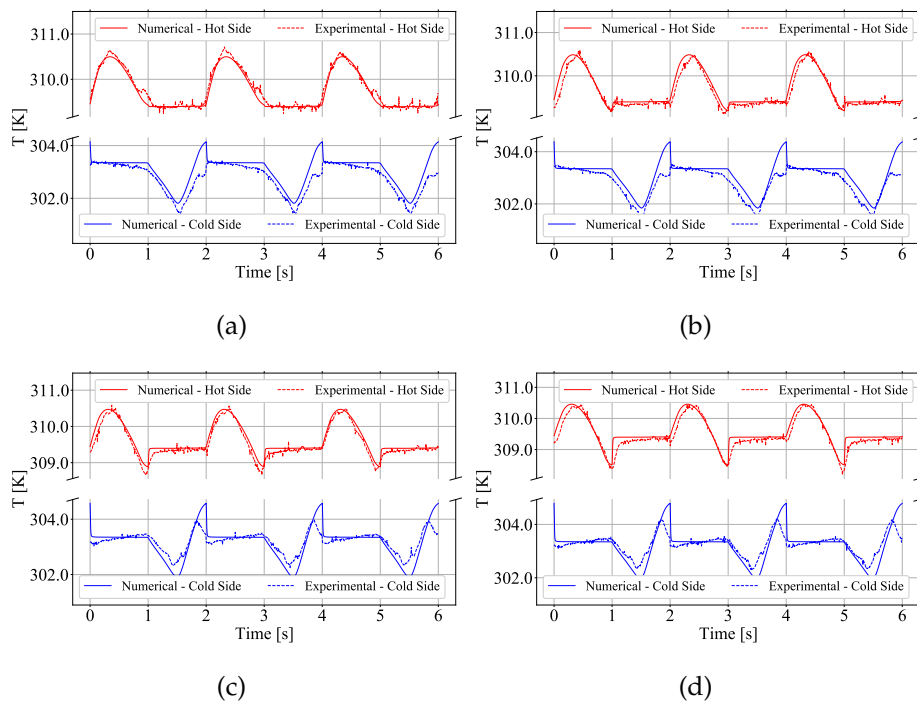 311.0
Numerical - Hot Side
Experimental - Hot Side
310.0
T [K]
304.0
302.0
Numerical - Cold Side
Experimental - Cold Side
0 1 2 3 4 5 6
Time [s]
(a)
311.0
Numerical - Hot Side
Experimental - Hot Side
310.0
T [K]
304.0
302.0
Numerical - Cold Side
Experimental - Cold Side
0 1 2 3 4 5 6
Time [s]
(b)
311.0
Numerical - Hot Side
Experimental - Hot Side
310.0
309.0
T [K]
304.0
302.0
Numerical - Cold Side
Experimental - Cold Side
0 1 2 3 4 5 6
Time [s]
(c)
311.0
Numerical - Hot Side
Experimental - Hot Side
310.0
309.0
T [K]
304.0
302.0
Numerical - Cold Side
Experimental - Cold Side
0 1 2 3 4 5 6
Time [s]
(d)